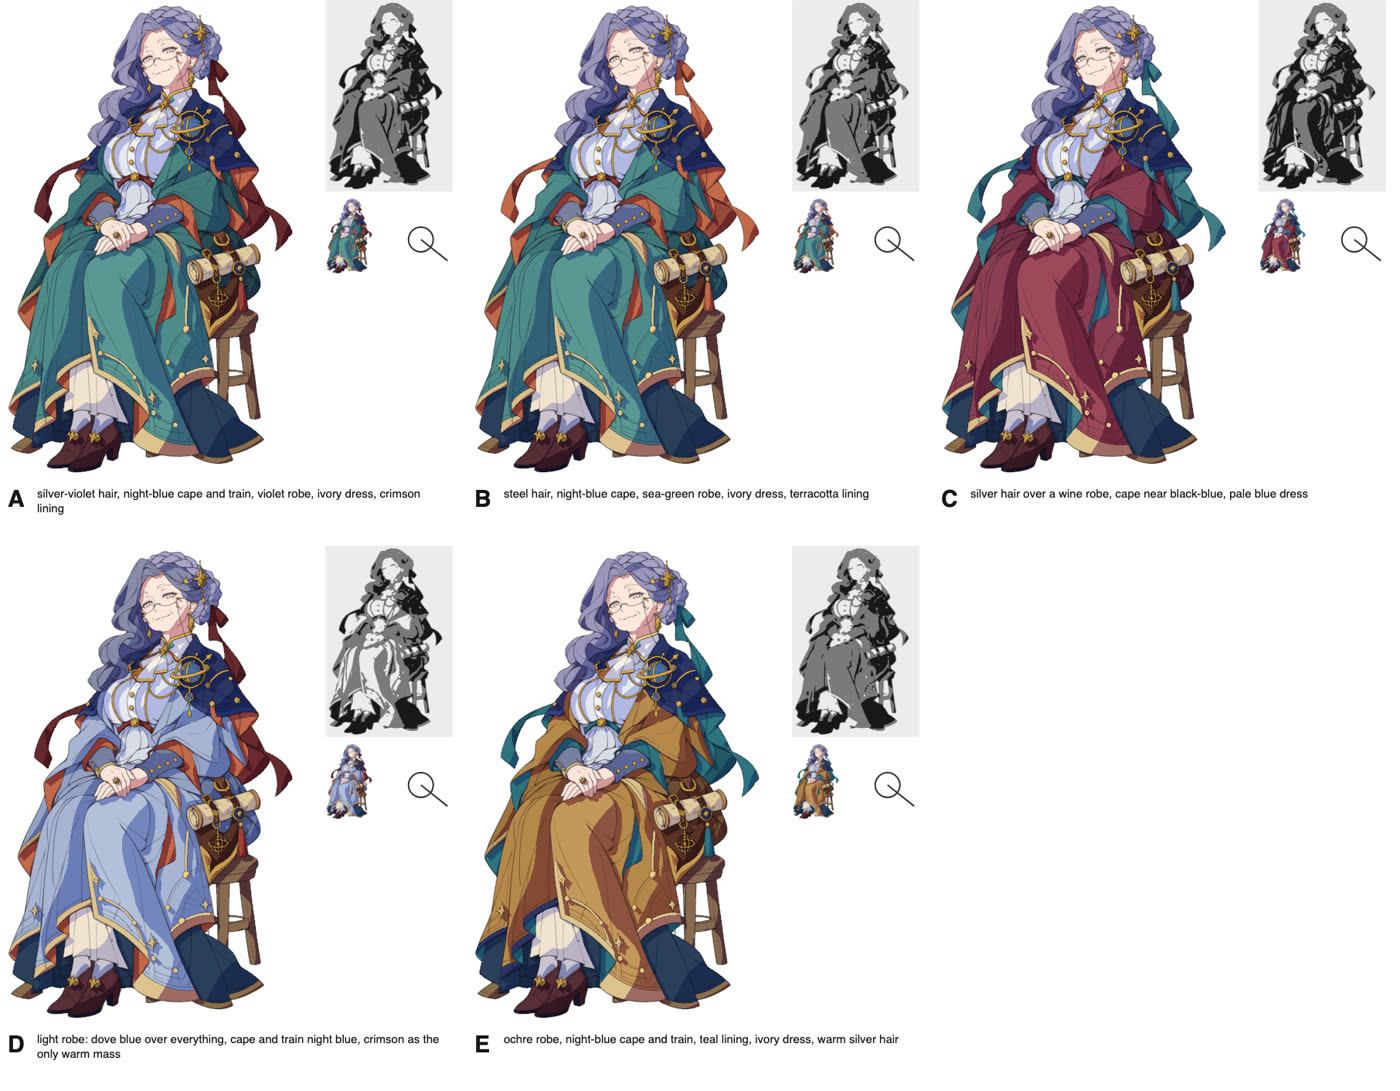 A silver-violet hair, night-blue cape and train, violet robe, ivory dress, crimson
lining
B steel hair, night-blue cape, sea-green robe, ivory dress, terracotta lining
C silver hair over a wine robe, cape near black-blue, pale blue dress
D light robe: dove blue over everything, cape and train night blue, crimson as the
only warm mass
E ochre robe, night-blue cape and train, teal lining, ivory dress, warm silver hair